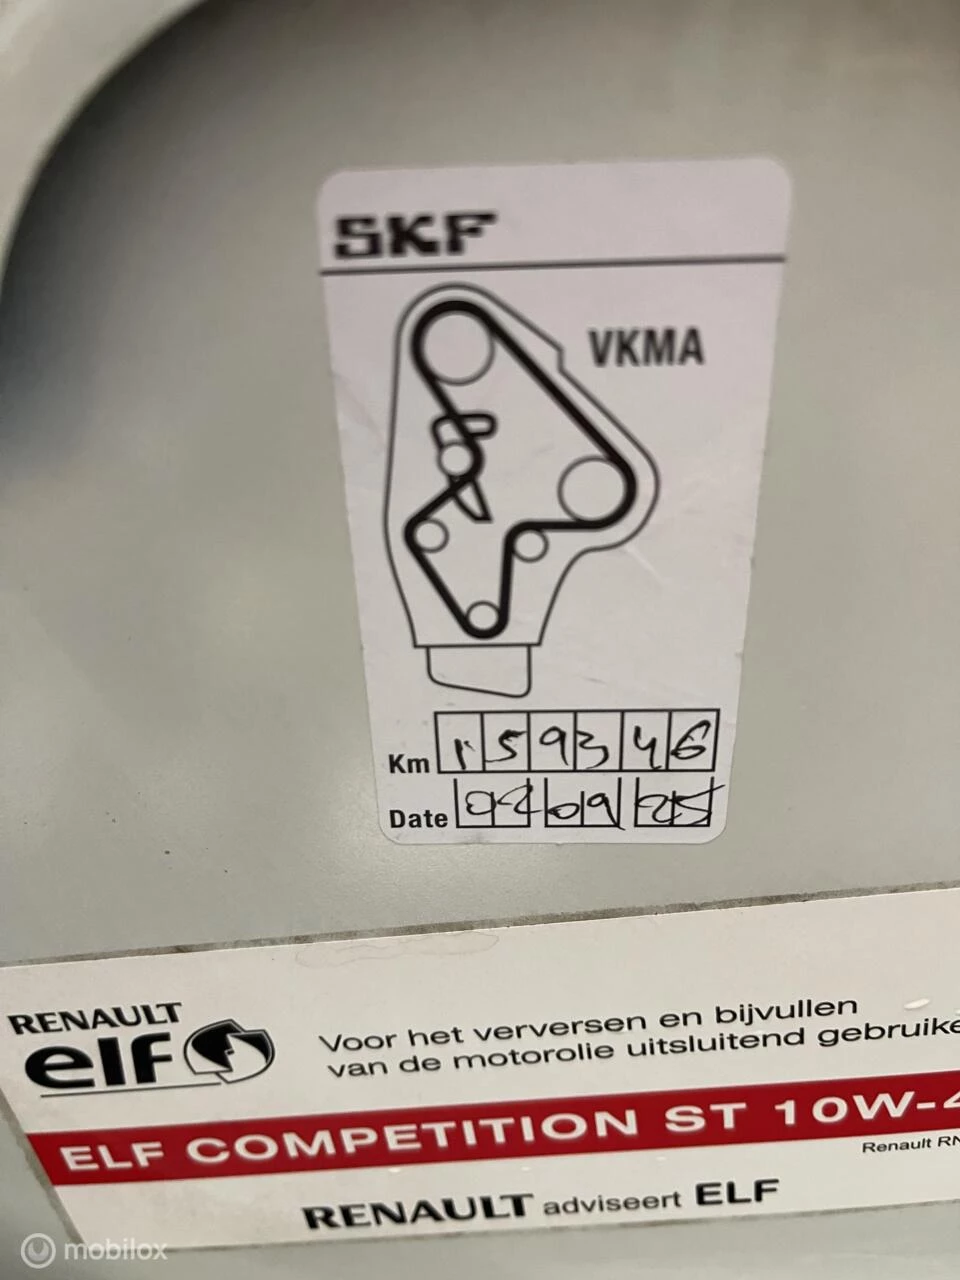 SKF
VKMA
Km 159346
Date 02 09 25
RENAULT
elf
Voor het verversen en bijvullen
van de motorolie uitsluitend gebruike
ELF COMPETITION ST 10W-4
Renault RN
RENAULT adviseert ELF
mobilox